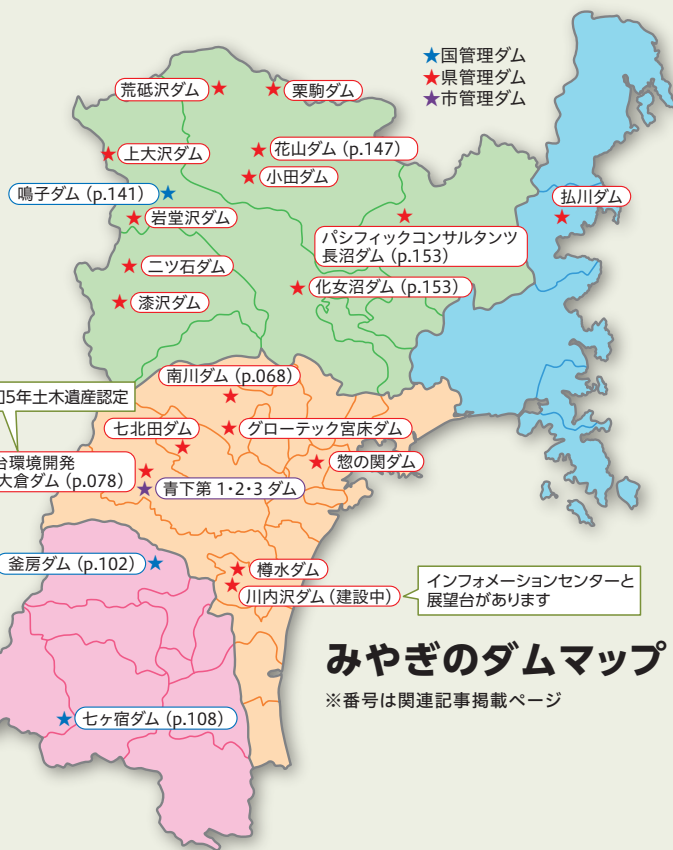 ★国管理ダム
★県管理ダム
★市管理ダム
荒砥沢ダム
栗駒ダム
上大沢ダム
花山ダム (p.147)
小田ダム
鳴子ダム (p.141)
払川ダム
岩堂沢ダム
パシフィックコンサルタンツ
長沼ダム (p.153)
二ツ石ダム
化女沼ダム (p.153)
漆沢ダム
南川ダム (p.068)
5年土木遺産認定
七北田ダム
グローテック宮床ダム
台環境開発
大倉ダム (p.078)
惣の関ダム
青下第 1・2・3 ダム
釜房ダム (p.102)
樽水ダム
川内沢ダム (建設中)
インフォメーションセンターと
展望台があります
みやぎのダムマップ
※番号は関連記事掲載ページ
七ヶ宿ダム (p.108)